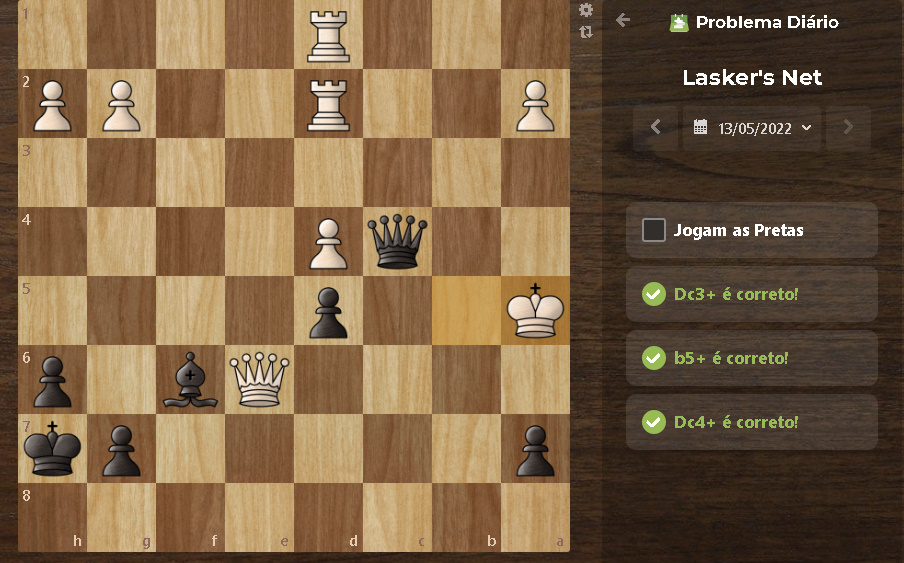 1
2
3
4
5
6
7
8
h g f e d c b a
Problema Diário
Lasker's Net
13/05/2022
Jogam as Pretas
Dc3+ é correto!
b5+ é correto!
Dc4+ é correto!